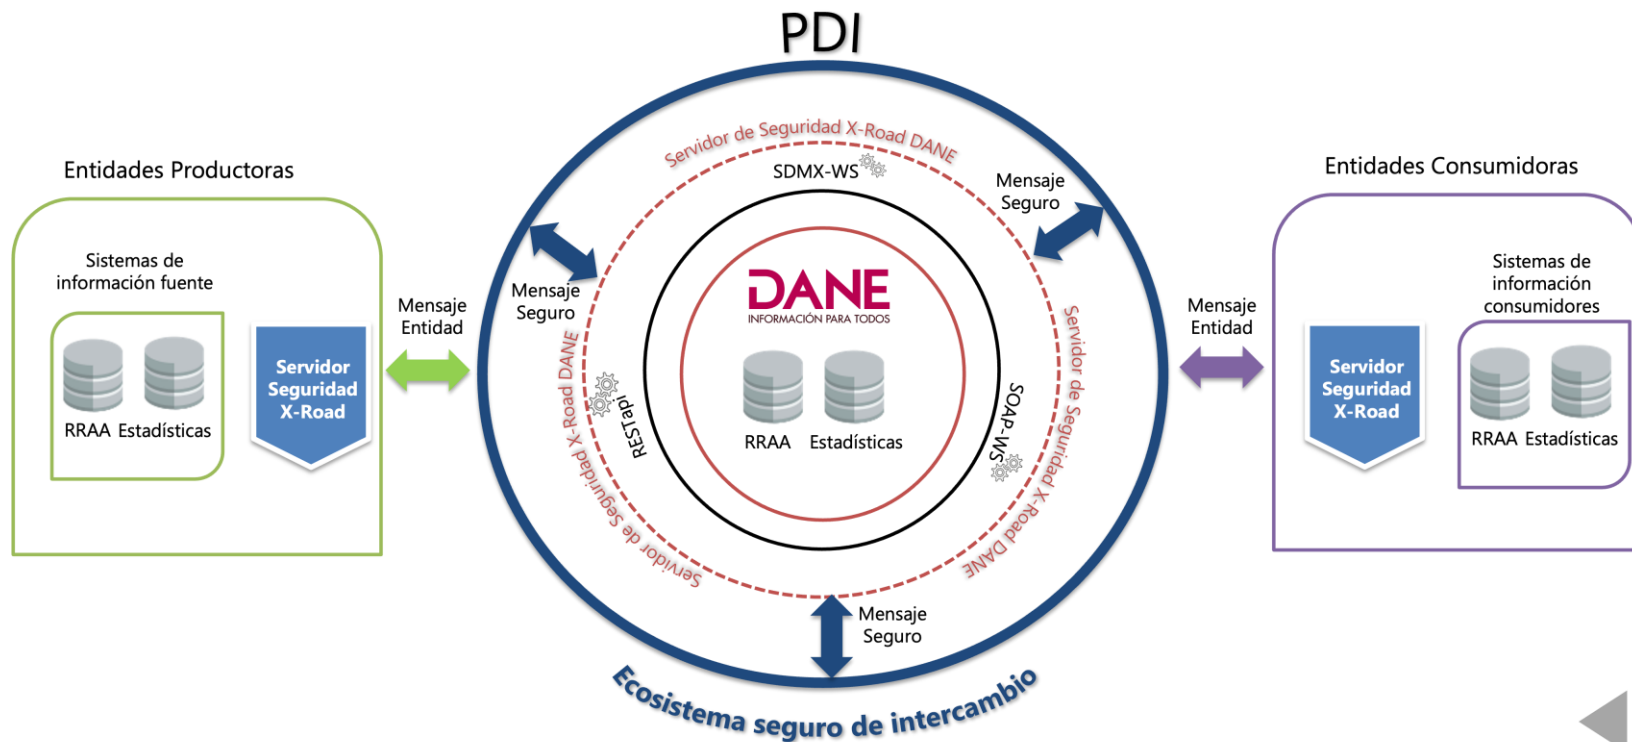 PDI
Entidades Productoras
Sistemas de
información fuente
RRAA Estadísticas
Servidor
Seguridad
X-Road
Mensaje
Entidad
Servidor de Seguridad X-Road DANE
SDMX-WS
Mensaje
Seguro
Mensaje
Seguro
Servidor de Seguridad X-Road DANE
RESTapi
DANE
INFORMACIÓN PARA TODOS
RRAA
Estadísticas
SOAP-WS
Servidor de Seguridad X-Road DANE
Mensaje
Seguro
Ecosistema seguro de intercambio
Mensaje
Entidad
Entidades Consumidoras
Servidor
Seguridad
X-Road
Sistemas de
información
consumidores
RRAA Estadísticas